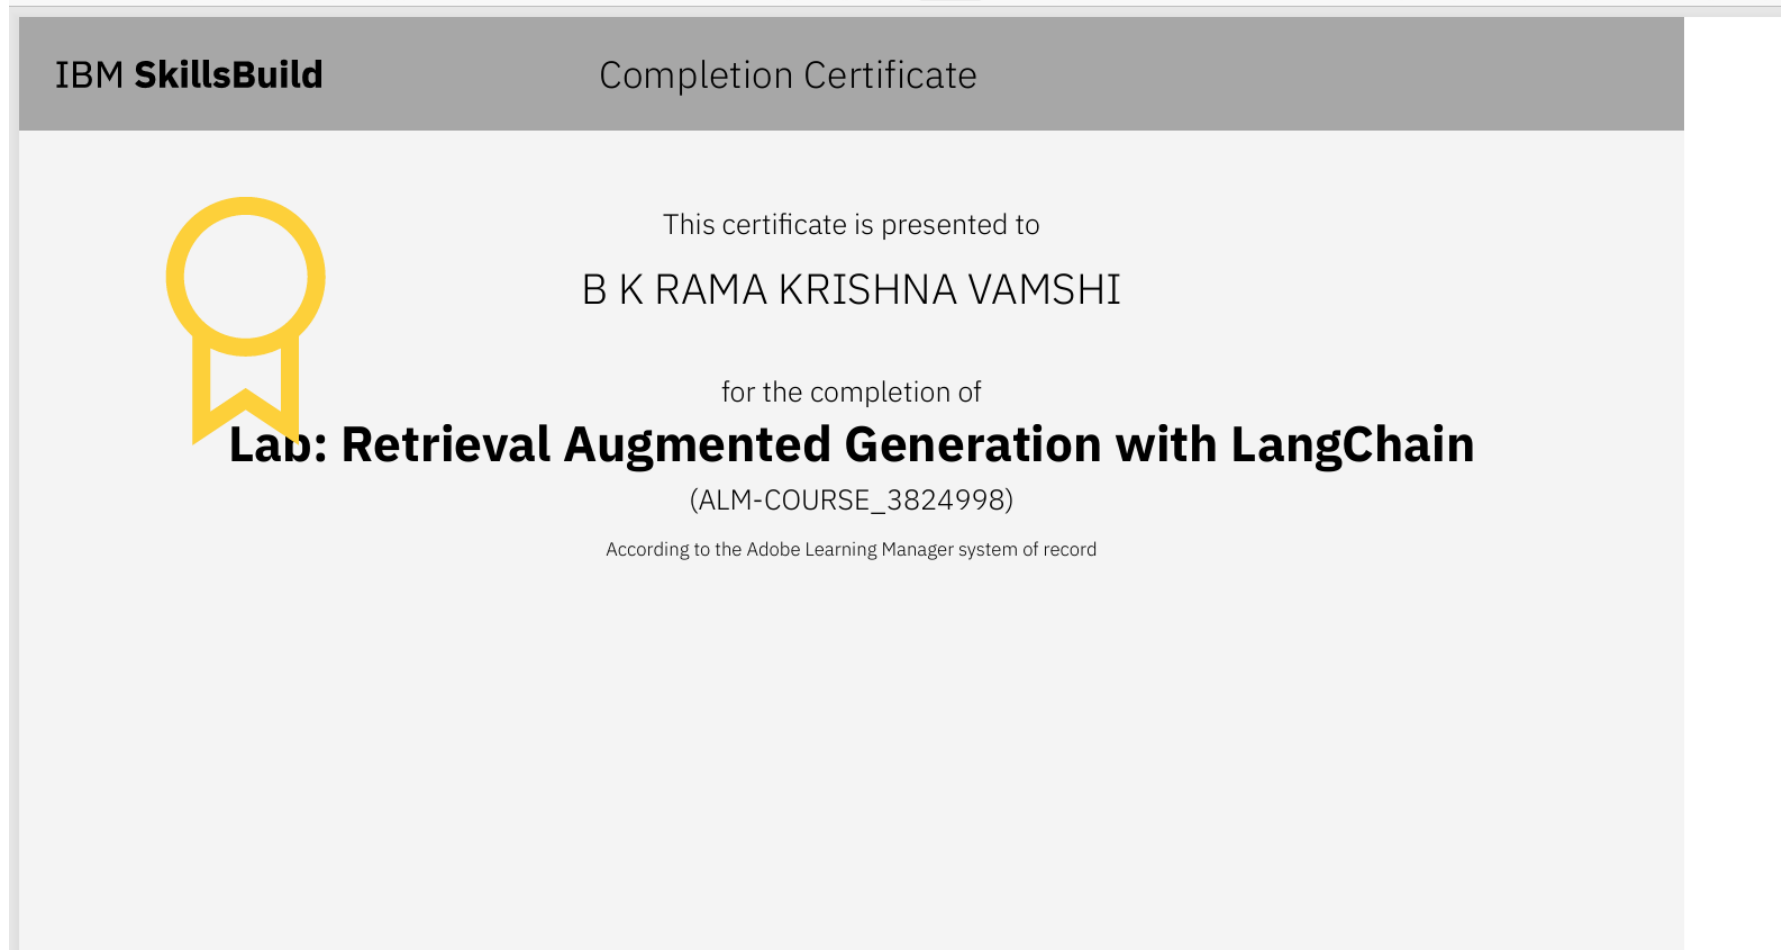 IBM SkillsBuild
Completion Certificate
This certificate is presented to
B K RAMA KRISHNA VAMSHI
for the completion of
Lab: Retrieval Augmented Generation with LangChain
(ALM-COURSE_3824998)
According to the Adobe Learning Manager system of record